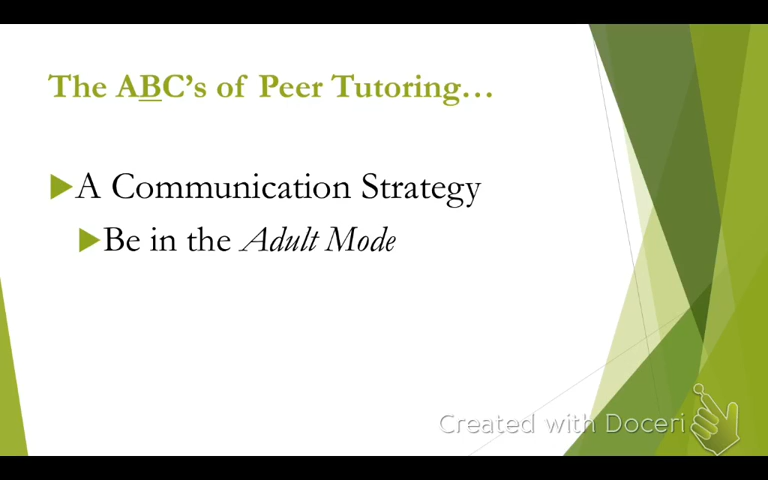 The ABC’s of Peer Tutoring…
A Communication Strategy
Be in the Adult Mode
Created with Doceri